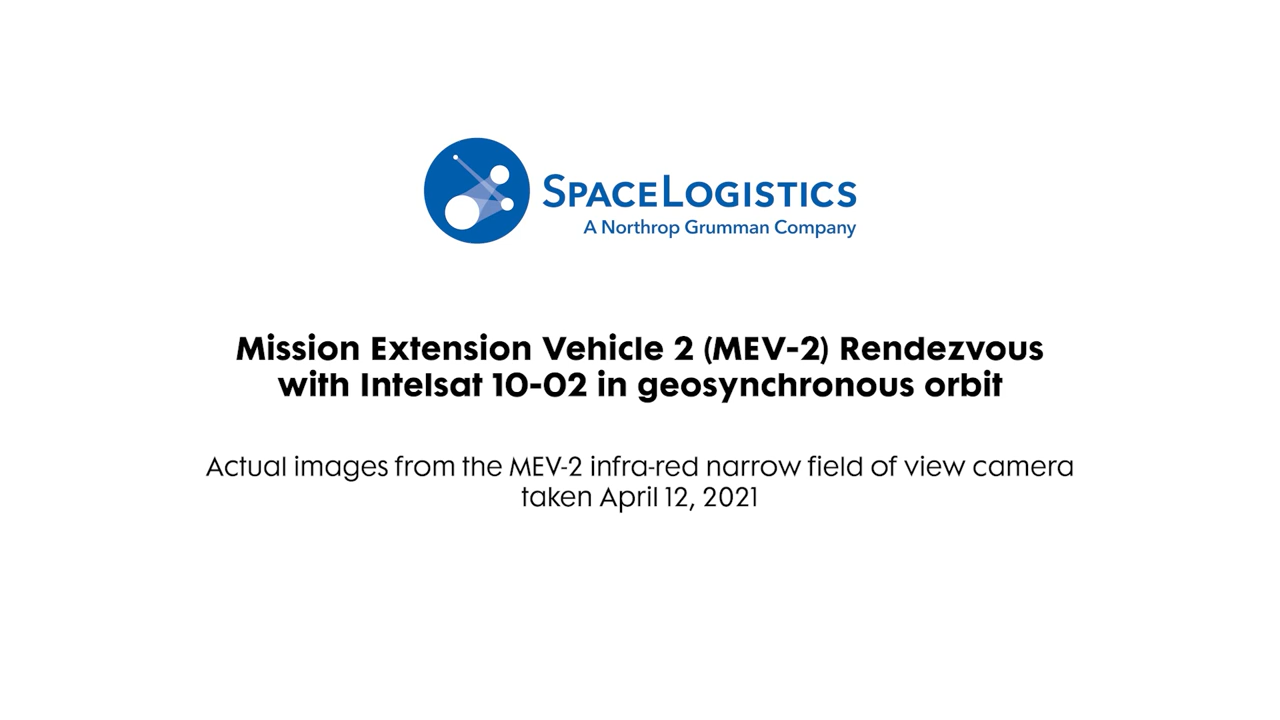 SPACELOGISTICS
A Northrop Grumman Company
Mission Extension Vehicle 2 (MEV-2) Rendezvous
with Intelsat 10-02 in geosynchronous orbit
Actual images from the MEV-2 infra-red narrow field of view camera
taken April 12, 2021